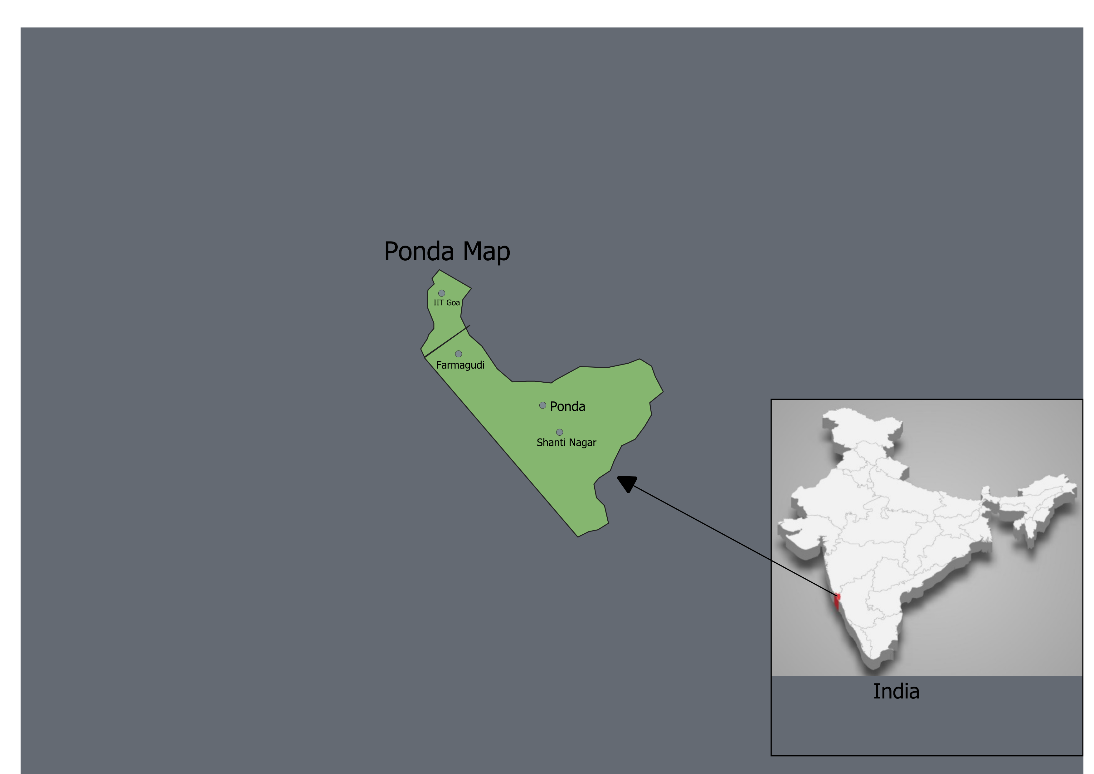 Ponda Map
IIT Goa
Farmagudi
Ponda
Shanti Nagar
India